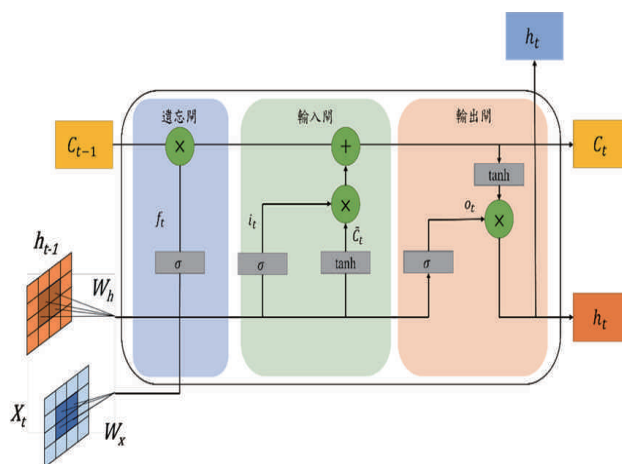 h_t
遺忘閘
輸入閘
輸出閘
C_{t-1}
×
+
C_t
tanh
f_t
i_t
×
C̃_t
o_t
×
h_{t-1}
σ
σ
tanh
σ
W_h
h_t
X_t
W_x